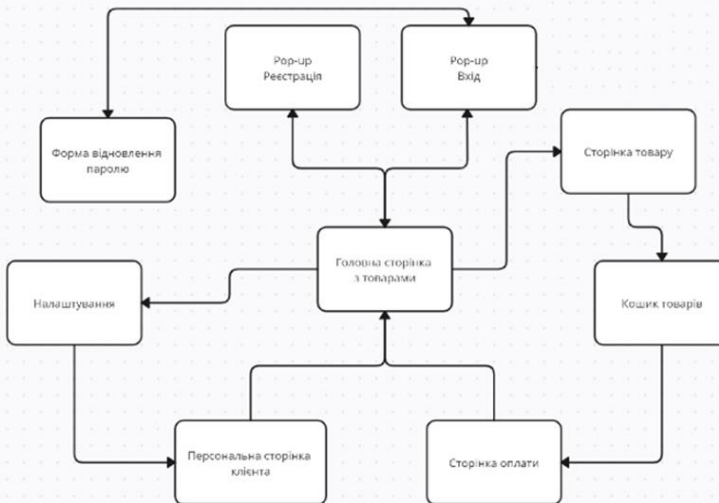 Pop-up
Реєстрація
Pop-up
Вхід
Форма відновлення
паролю
Сторінка товару
Головна сторінка
з товарами
Налаштування
Кошик товарів
Персональна сторінка
клієнта
Сторінка оплати